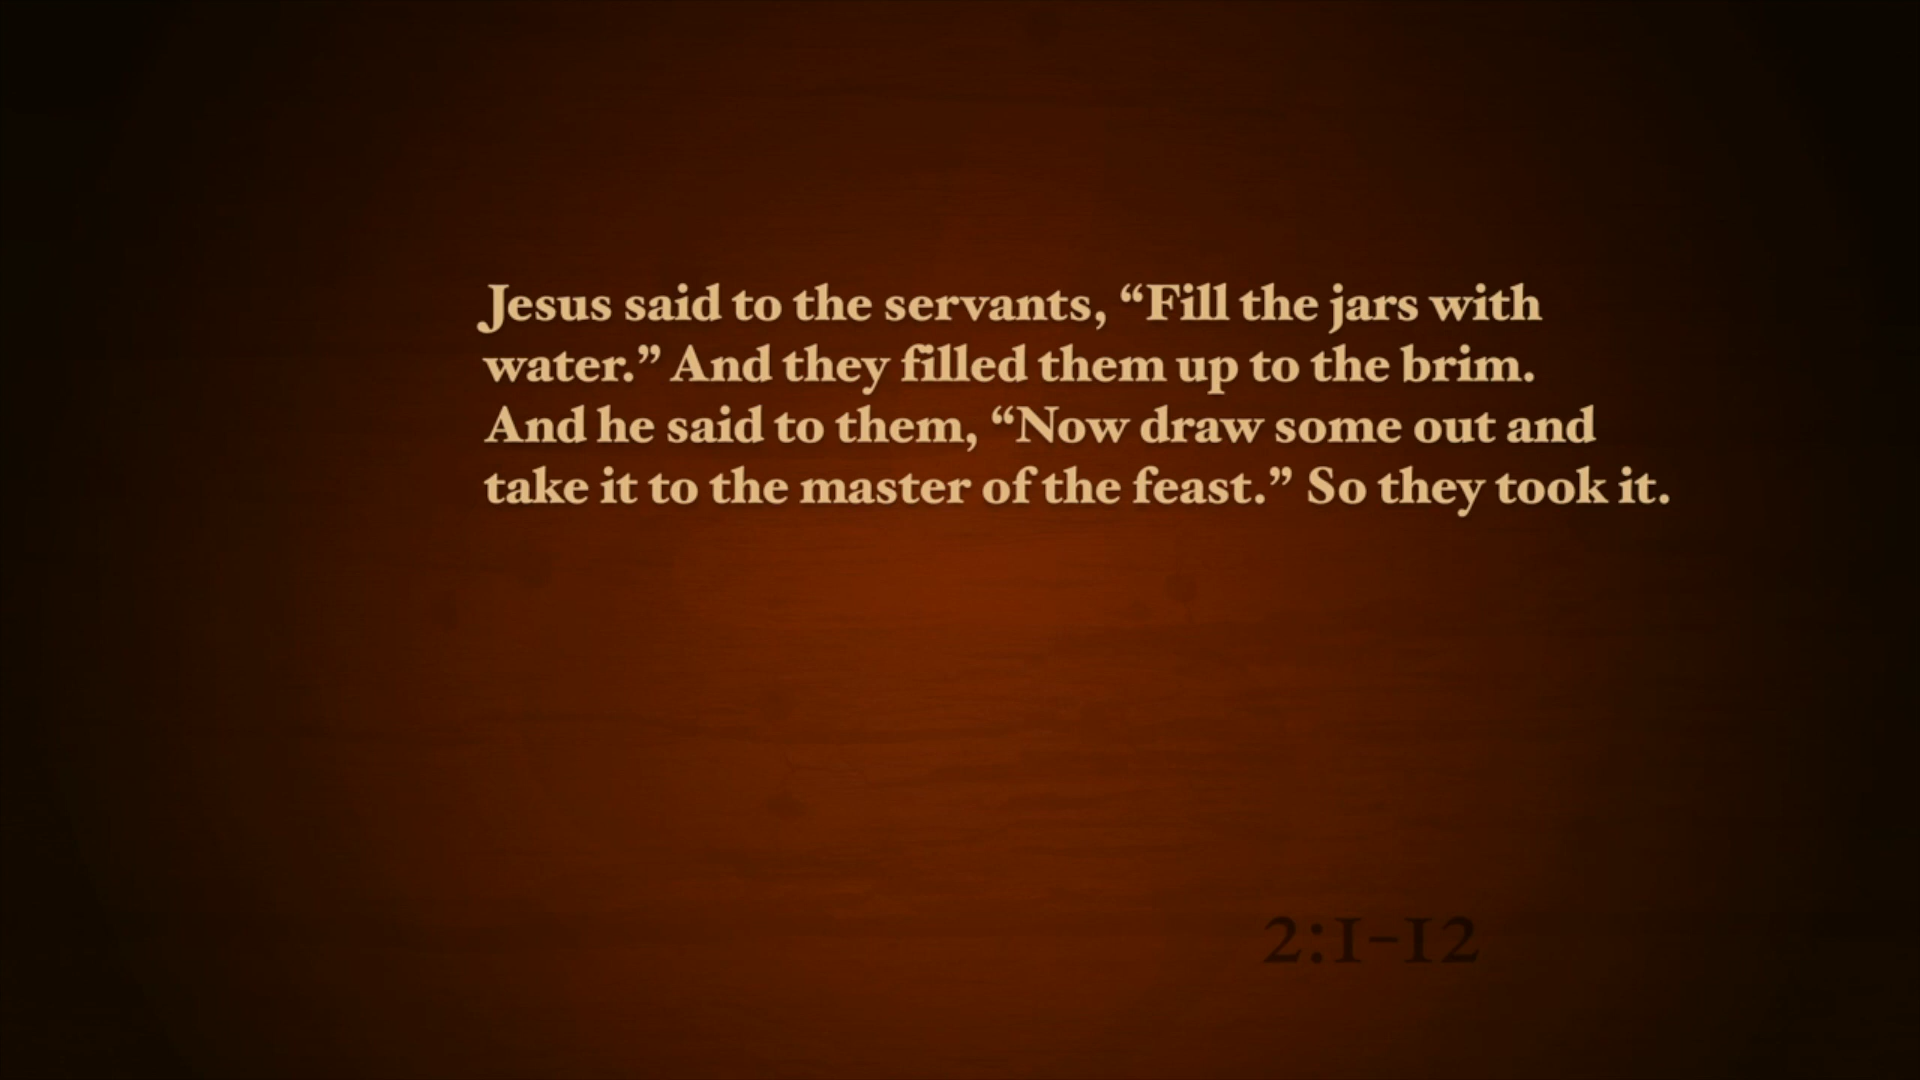 Jesus said to the servants, “Fill the jars with
water.” And they filled them up to the brim.
And he said to them, “Now draw some out and
take it to the master of the feast.” So they took it.
2:1–12